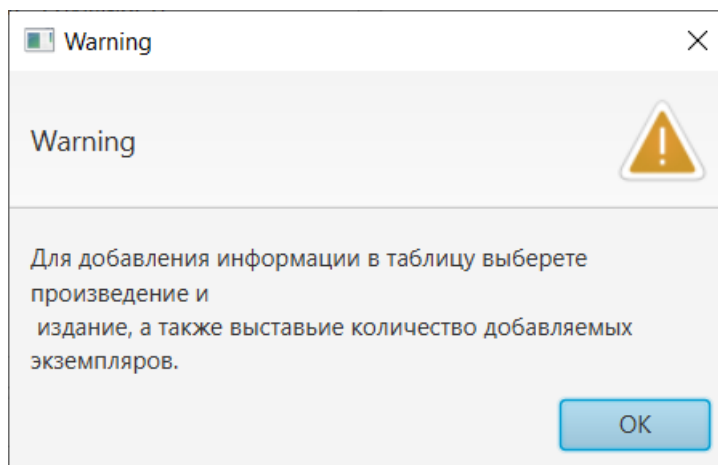 Warning
Warning
Для добавления информации в таблицу выберете
произведение и
издание, а также выставьие количество добавляемых
экземпляров.
OK